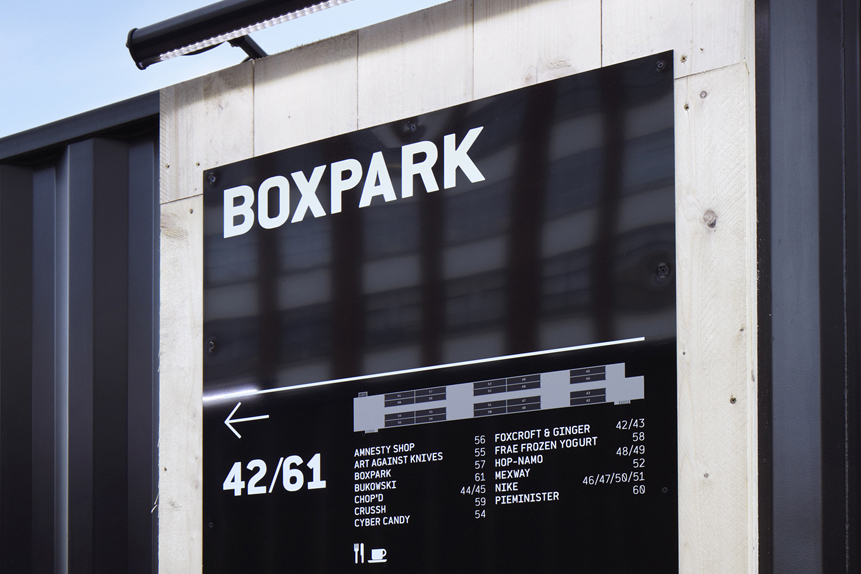 BOXPARK
42/61
AMNESTY SHOP 56
ART AGAINST KNIVES 55
BOXPARK 57
BUKOWSKI 61
CHOP'D 44/45
CRUSSH 59
CYBER CANDY 54
FOXCROFT & GINGER 42/43
FRAE FROZEN YOGURT 58
HOP-NAMO 48/49
MEXWAY 52
NIKE 46/47/50/51
PIEMINISTER 60